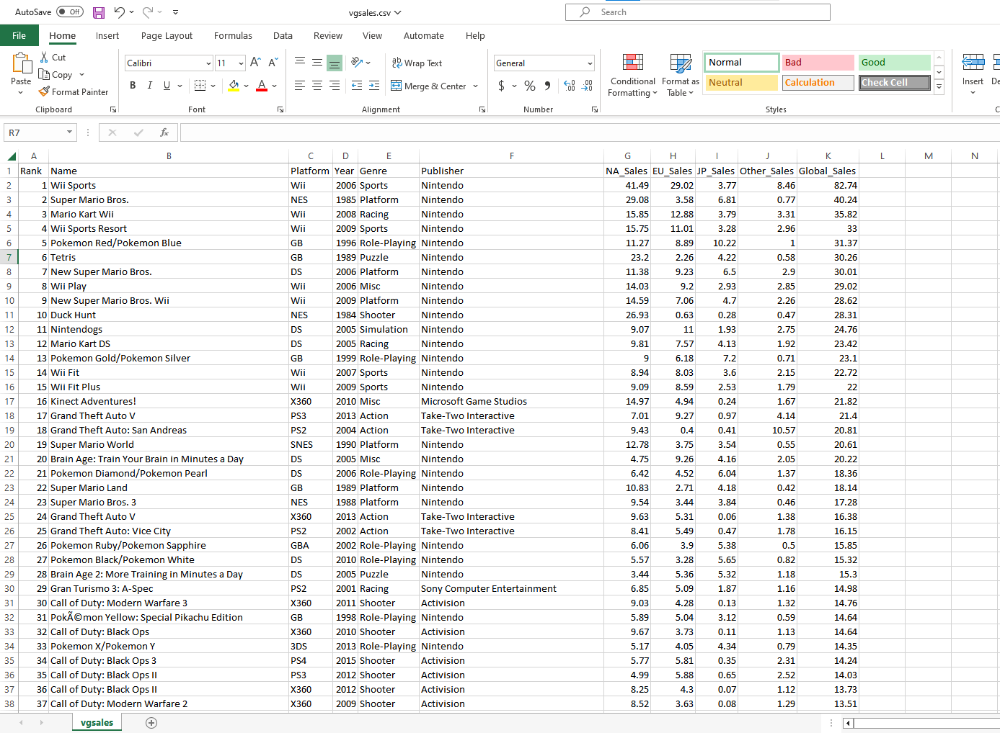 AutoSave Off vgsales.csv Search
File Home Insert Page Layout Formulas Data Review View Automate Help
Paste Cut Copy Format Painter
Calibri 11 B I U
ab Wrap Text
Merge & Center
General
$ % 9 .00 .00
Conditional Formatting Format as Table
Normal Bad Good
Neutral Calculation Check Cell
Insert De
Clipboard Font Alignment Number Styles C
R7 fx
A B C D E F G H I J K L M N
1 Rank Name Platform Year Genre Publisher NA_Sales EU_Sales JP_Sales Other_Sales Global_Sales
2 1 Wii Sports Wii 2006 Sports Nintendo 41.49 29.02 3.77 8.46 82.74
3 2 Super Mario Bros. NES 1985 Platform Nintendo 29.08 3.58 6.81 0.77 40.24
4 3 Mario Kart Wii Wii 2008 Racing Nintendo 15.85 12.88 3.79 3.31 35.82
5 4 Wii Sports Resort Wii 2009 Sports Nintendo 15.75 11.01 3.28 2.96 33
6 5 Pokemon Red/Pokemon Blue GB 1996 Role-Playing Nintendo 11.27 8.89 10.22 1 31.37
7 6 Tetris GB 1989 Puzzle Nintendo 23.2 2.26 4.22 0.58 30.26
8 7 New Super Mario Bros. DS 2006 Platform Nintendo 11.38 9.23 6.5 2.9 30.01
9 8 Wii Play Wii 2006 Misc Nintendo 14.03 9.2 2.93 2.85 29.02
10 9 New Super Mario Bros. Wii Wii 2009 Platform Nintendo 14.59 7.06 4.7 2.26 28.62
11 10 Duck Hunt NES 1984 Shooter Nintendo 26.93 0.63 0.28 0.47 28.31
12 11 Nintendogs DS 2005 Simulation Nintendo 9.07 11 1.93 2.75 24.76
13 12 Mario Kart DS DS 2005 Racing Nintendo 9.81 7.57 4.13 1.92 23.42
14 13 Pokemon Gold/Pokemon Silver GB 1999 Role-Playing Nintendo 9 6.18 7.2 0.71 23.1
15 14 Wii Fit Wii 2007 Sports Nintendo 8.94 8.03 3.6 2.15 22.72
16 15 Wii Fit Plus Wii 2009 Sports Nintendo 9.09 8.59 2.53 1.79 22
17 16 Kinect Adventures! X360 2010 Misc Microsoft Game Studios 14.97 4.94 0.24 1.67 21.82
18 17 Grand Theft Auto V PS3 2013 Action Take-Two Interactive 7.01 9.27 0.97 4.14 21.4
19 18 Grand Theft Auto: San Andreas PS2 2004 Action Take-Two Interactive 9.43 0.4 0.41 10.57 20.81
20 19 Super Mario World SNES 1990 Platform Nintendo 12.78 3.75 3.54 0.55 20.61
21 20 Brain Age: Train Your Brain in Minutes a Day DS 2005 Misc Nintendo 4.75 9.26 4.16 2.05 20.22
22 21 Pokemon Diamond/Pokemon Pearl DS 2006 Role-Playing Nintendo 6.42 4.52 6.04 1.37 18.36
23 22 Super Mario Land GB 1989 Platform Nintendo 10.83 2.71 4.18 0.42 18.14
24 23 Super Mario Bros. 3 NES 1988 Platform Nintendo 9.54 3.44 3.84 0.46 17.28
25 24 Grand Theft Auto V X360 2013 Action Take-Two Interactive 9.63 5.31 0.06 1.38 16.38
26 25 Grand Theft Auto: Vice City PS2 2002 Action Take-Two Interactive 8.41 5.49 0.47 1.78 16.15
27 26 Pokemon Ruby/Pokemon Sapphire GBA 2002 Role-Playing Nintendo 6.06 3.9 5.38 0.5 15.85
28 27 Pokemon Black/Pokemon White DS 2010 Role-Playing Nintendo 5.57 3.28 5.65 0.82 15.32
29 28 Brain Age 2: More Training in Minutes a Day DS 2005 Puzzle Nintendo 3.44 5.36 5.32 1.18 15.3
30 29 Gran Turismo 3: A-Spec PS2 2001 Racing Sony Computer Entertainment 6.85 5.09 1.87 1.16 14.98
31 30 Call of Duty: Modern Warfare 3 X360 2011 Shooter Activision 9.03 4.28 0.13 1.32 14.76
32 31 PokÃ©mon Yellow: Special Pikachu Edition GB 1998 Role-Playing Nintendo 5.89 5.04 3.12 0.59 14.64
33 32 Call of Duty: Black Ops X360 2010 Shooter Activision 9.67 3.73 0.11 1.13 14.64
34 33 Pokemon X/Pokemon Y 3DS 2013 Role-Playing Nintendo 5.17 4.05 4.34 0.79 14.35
35 34 Call of Duty: Black Ops 3 PS4 2015 Shooter Activision 5.77 5.81 0.35 2.31 14.24
36 35 Call of Duty: Black Ops II PS3 2012 Shooter Activision 4.99 5.88 0.65 2.52 14.03
37 36 Call of Duty: Black Ops II X360 2012 Shooter Activision 8.25 4.3 0.07 1.12 13.73
38 37 Call of Duty: Modern Warfare 2 X360 2009 Shooter Activision 8.52 3.63 0.08 1.29 13.51
vgsales